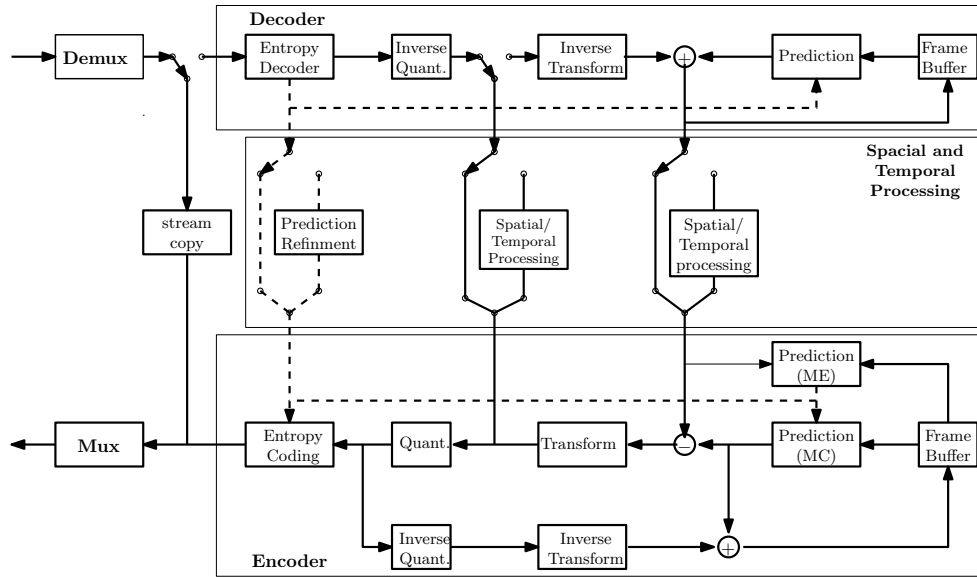 Decoder
Demux
Entropy
Decoder
Inverse
Quant.
Inverse
Transform
+
Prediction
Frame
Buffer
Spacial and
Temporal
Processing
stream
copy
Prediction
Refinment
Spatial/
Temporal
Processing
Spatial/
Temporal
processing
Prediction
(ME)
Mux
Entropy
Coding
Quant.
Transform
−
Prediction
(MC)
Frame
Buffer
Inverse
Quant.
Inverse
Transform
+
Encoder